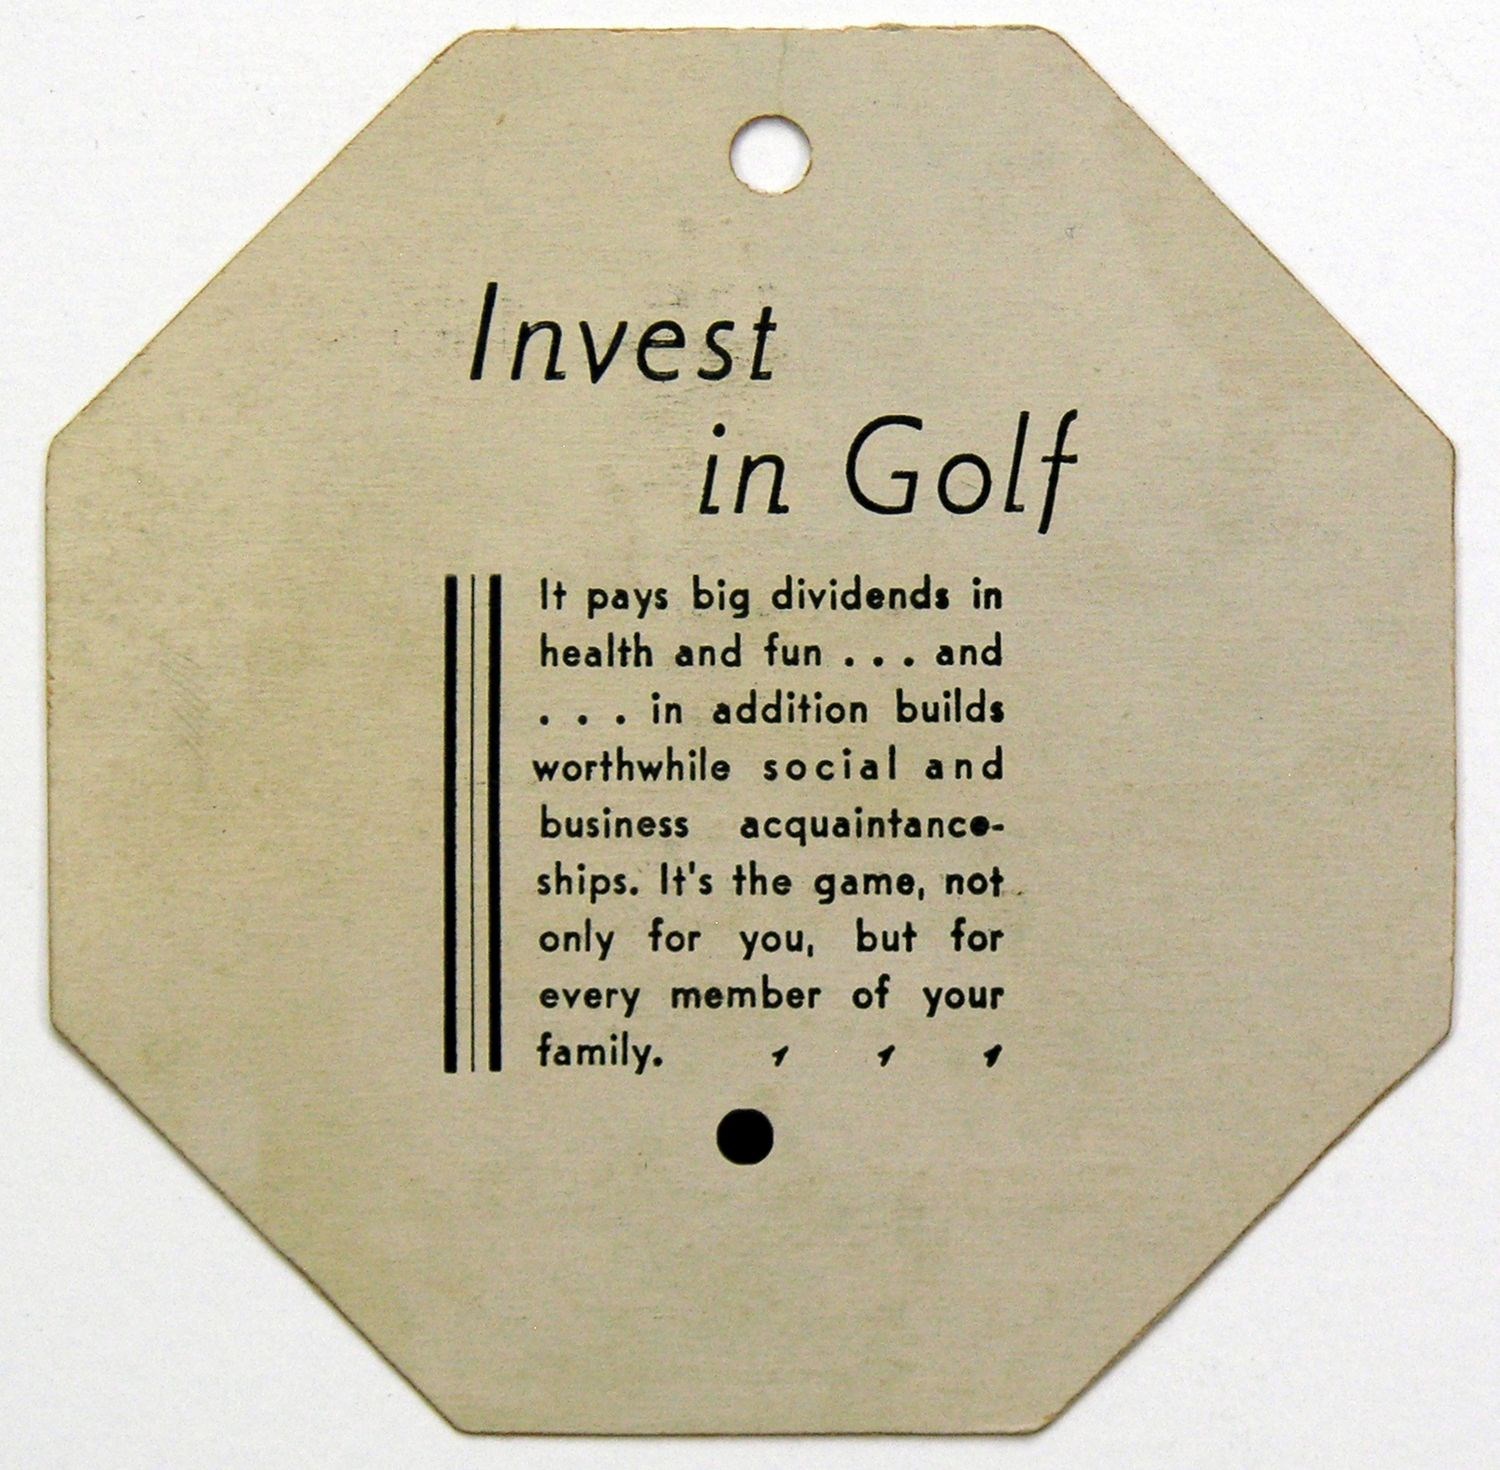 Invest
in Golf
It pays big dividends in
health and fun . . . and
. . . in addition builds
worthwhile social and
business acquaintance-
ships. It's the game, not
only for you, but for
every member of your
family.